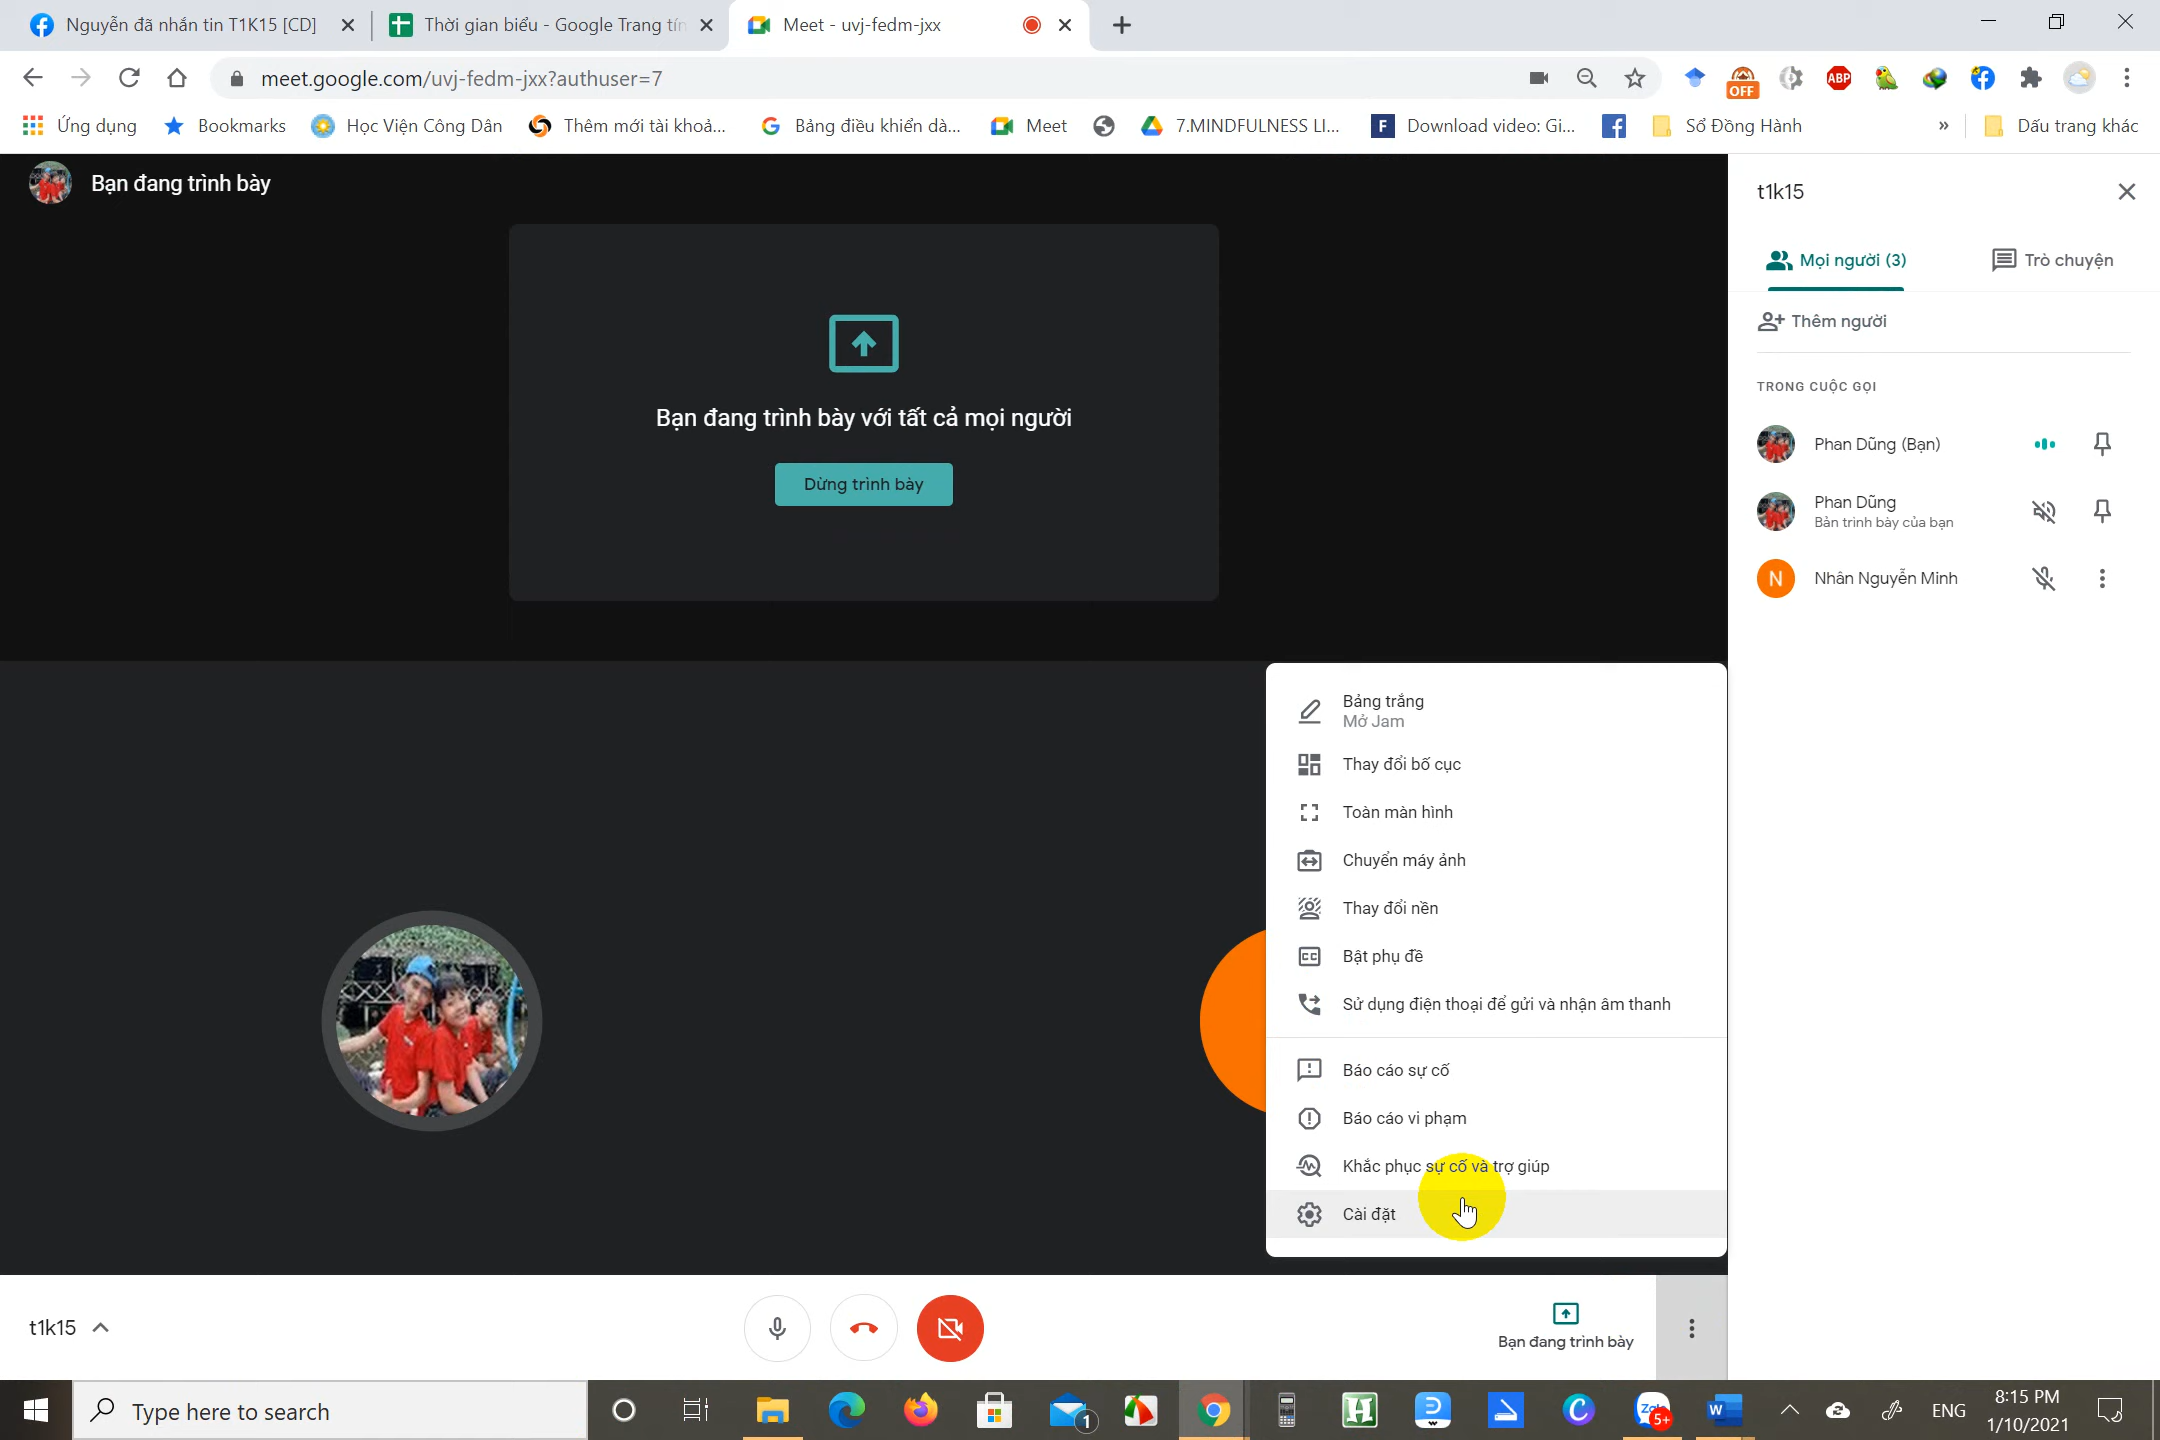 Nguyễn đã nhắn tin T1K15 [CD]
Thời gian biểu - Google Trang tín
Meet - uvj-fedm-jxx
meet.google.com/uvj-fedm-jxx?authuser=7
OFF
ABP
Ứng dụng
Bookmarks
Học Viện Công Dân
Thêm mới tài khoả...
Bảng điều khiển dà...
Meet
7.MINDFULNESS LI...
F
Download video: Gi...
Sổ Đồng Hành
»
Dấu trang khác
Bạn đang trình bày
Bạn đang trình bày với tất cả mọi người
Dừng trình bày
t1k15
Mọi người (3)
Trò chuyện
Thêm người
TRONG CUỘC GỌI
Phan Dũng (Bạn)
Phan Dũng
Bản trình bày của bạn
N
Nhân Nguyễn Minh
Bảng trắng
Mở Jam
Thay đổi bố cục
Toàn màn hình
Chuyển máy ảnh
Thay đổi nền
CC
Bật phụ đề
Sử dụng điện thoại để gửi và nhận âm thanh
Báo cáo sự cố
Báo cáo vi phạm
Khắc phục sự cố và trợ giúp
Cài đặt
t1k15
Bạn đang trình bày
Type here to search
1
Zalo
5+
W
ENG
8:15 PM
1/10/2021